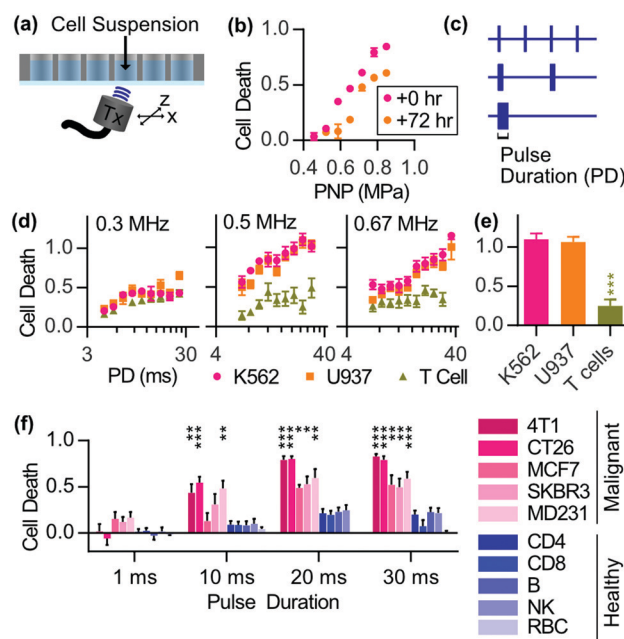 (a)
Cell Suspension
Tx
z
x
(b)
Cell Death
1.0
0.5
0.0
+0 hr
+72 hr
0.4 0.6 0.8 1.0
PNP (MPa)
(c)
Pulse
Duration (PD)
(d)
0.3 MHz
0.5 MHz
0.67 MHz
Cell Death
1.0
0.5
0.0
3 30
4 40
4 40
PD (ms)
K562
U937
T Cell
(e)
1.0
0.5
0.0
***
K562
U937
T cells
(f)
Cell Death
1.0
0.5
0.0
** *** **
*** *** * * **
*** *** *** *** ***
1 ms
10 ms
20 ms
30 ms
Pulse Duration
4T1
CT26
MCF7
SKBR3
MD231
Malignant
CD4
CD8
B
NK
RBC
Healthy